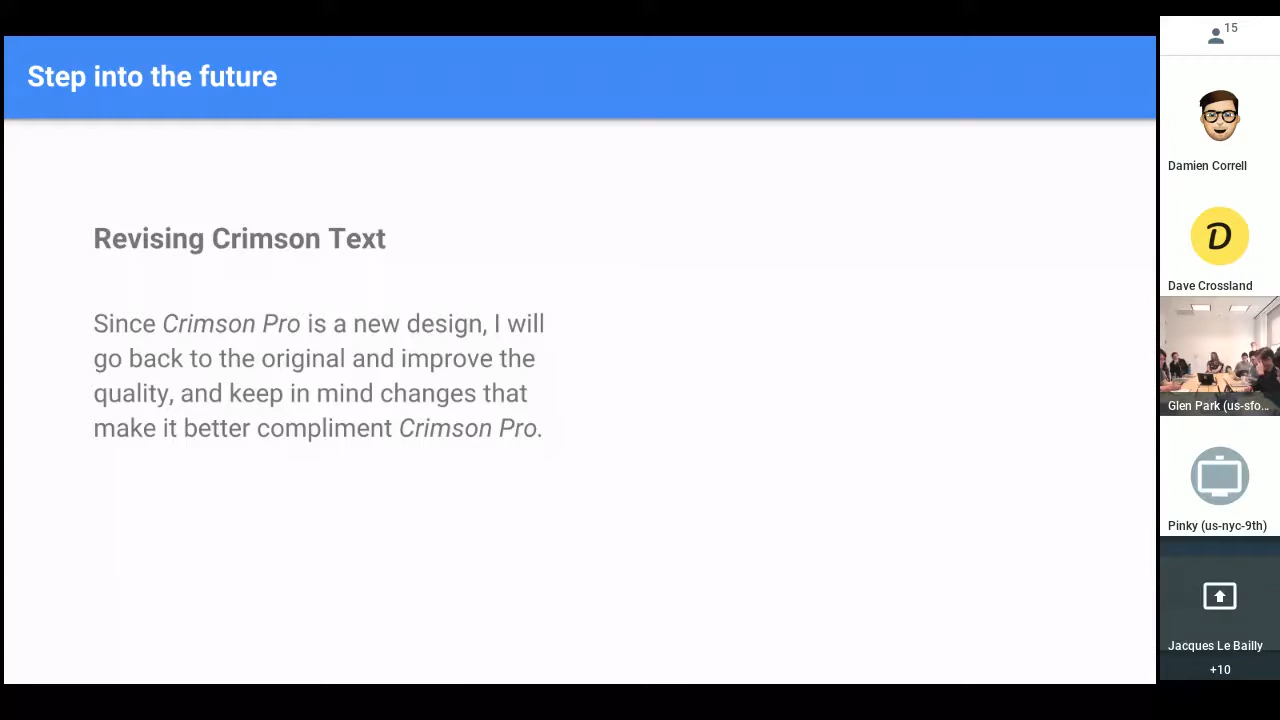 Step into the future
Revising Crimson Text
Since Crimson Pro is a new design, I will
go back to the original and improve the
quality, and keep in mind changes that
make it better compliment Crimson Pro.
15
Damien Correll
D
Dave Crossland
Glen Park (us-sfo...
Pinky (us-nyc-9th)
Jacques Le Bailly
+10